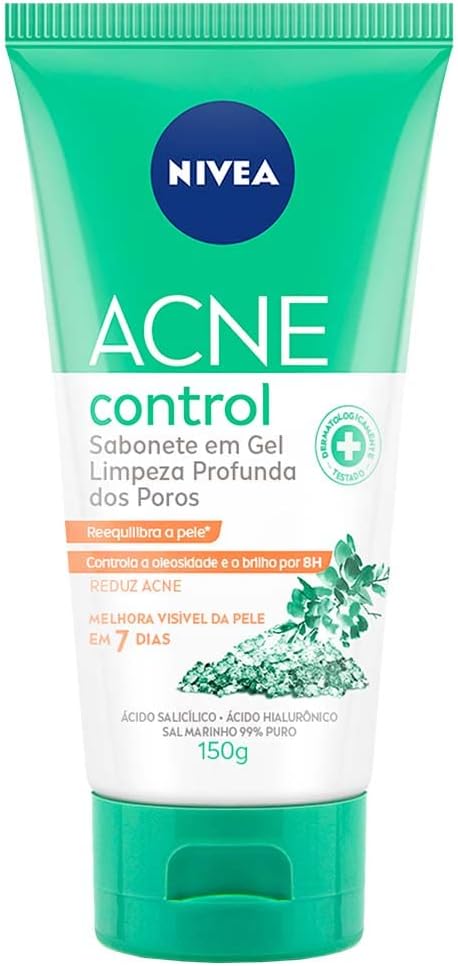 NIVEA
ACNE
control
Sabonete em Gel
Limpeza Profunda
dos Poros
DERMATOLOGICAMENTE
TESTADO
Reequilibra a pele*
Controla a oleosidade e o brilho por 8H
REDUZ ACNE
MELHORA VISÍVEL DA PELE
EM 7 DIAS
ÁCIDO SALICÍLICO • ÁCIDO HIALURÔNICO
SAL MARINHO 99% PURO
150g